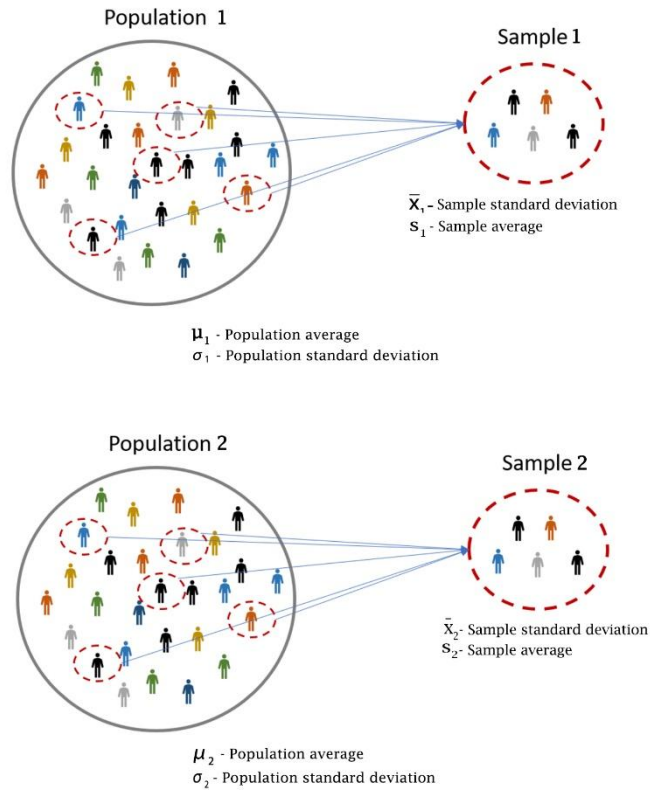 Population 1
Sample 1
x̄₁ - Sample standard deviation
s₁ - Sample average
μ₁ - Population average
σ₁ - Population standard deviation
Population 2
Sample 2
x̄₂- Sample standard deviation
s₂- Sample average
μ₂ - Population average
σ₂ - Population standard deviation